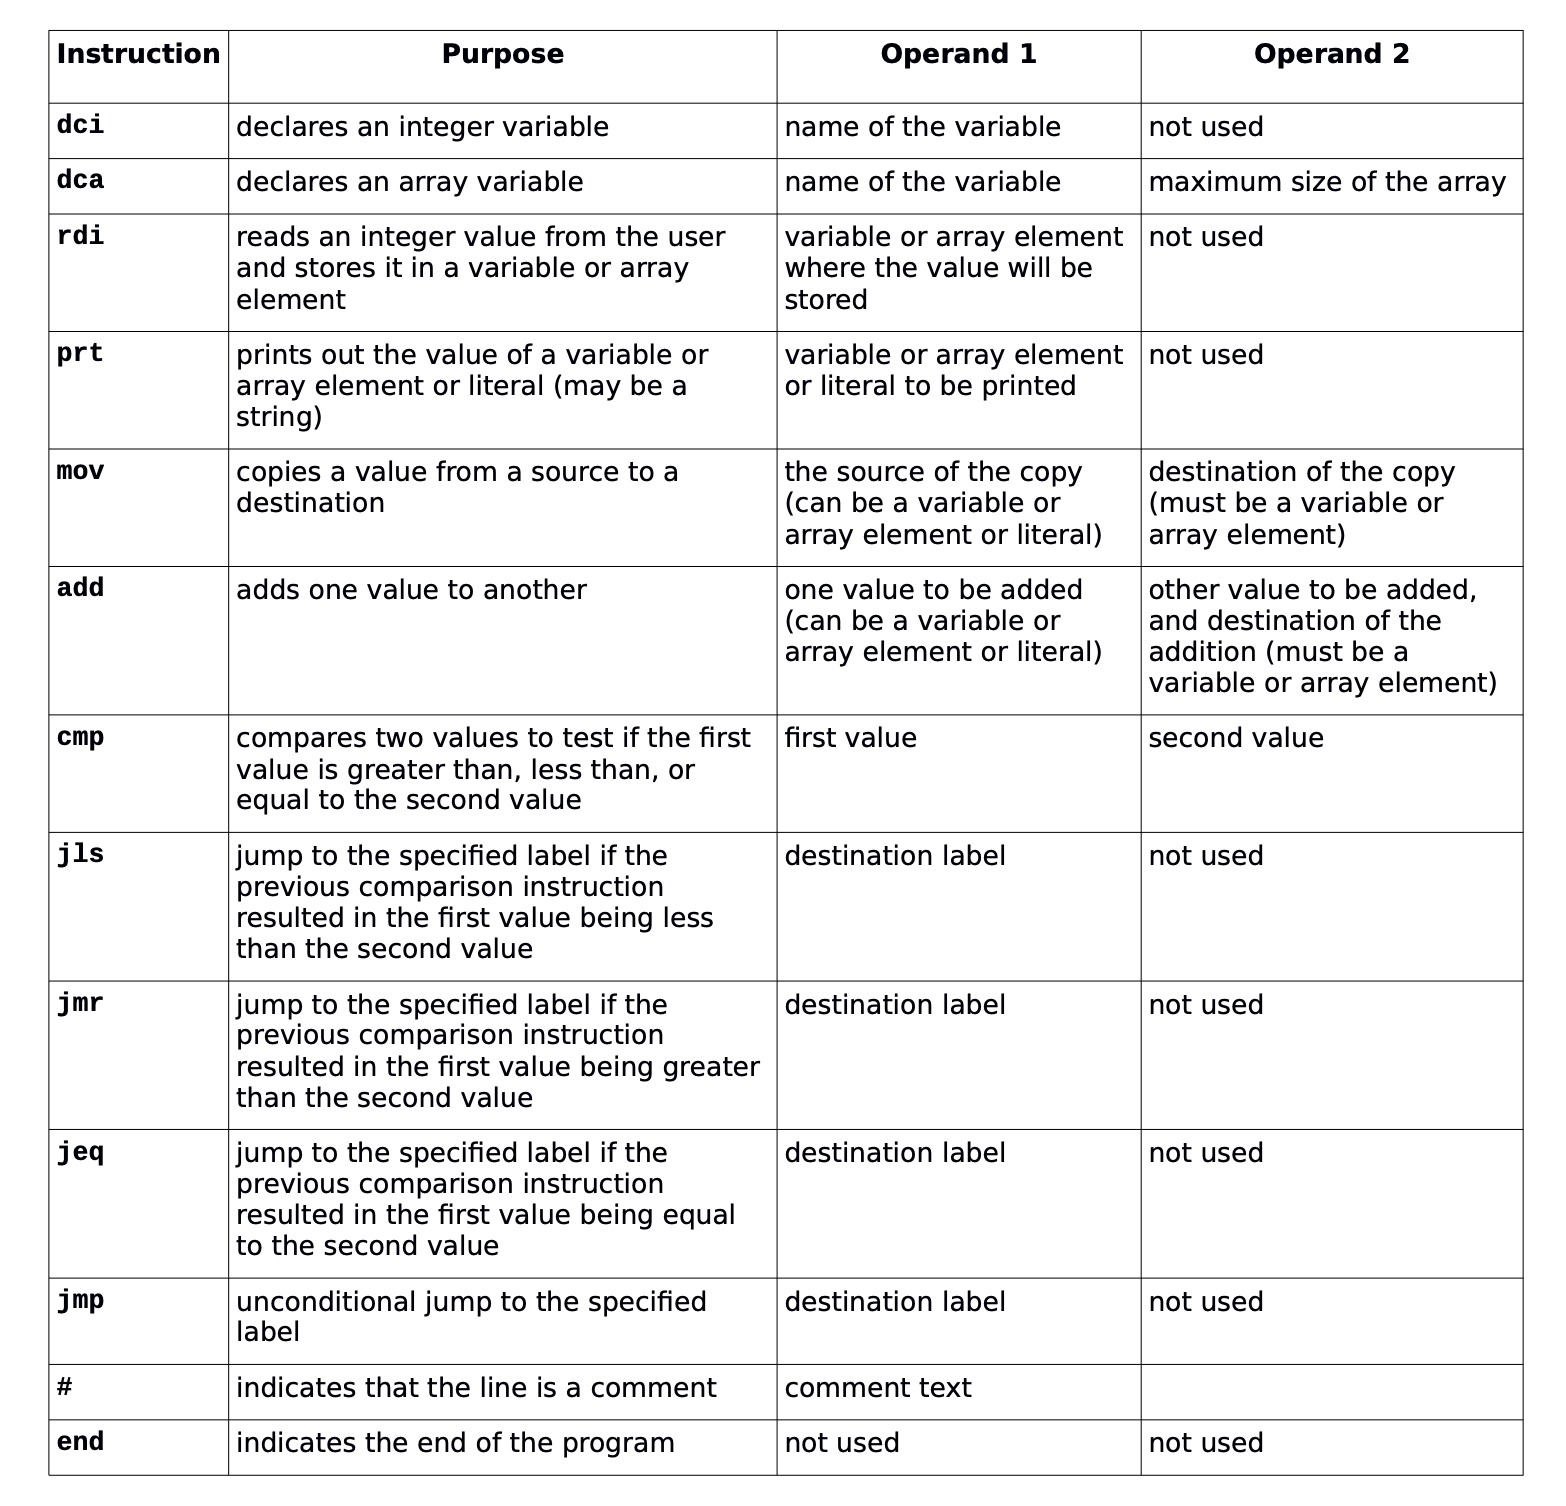 Instruction Purpose Operand 1 Operand 2
dci declares an integer variable name of the variable not used
dca declares an array variable name of the variable maximum size of the array
rdi reads an integer value from the user variable or array element not used
and stores it in a variable or array where the value will be
element stored
prt prints out the value of a variable or variable or array element not used
array element or literal (may be a or literal to be printed
string)
mov copies a value from a source to a the source of the copy destination of the copy
destination (can be a variable or (must be a variable or
array element or literal) array element)
add adds one value to another one value to be added other value to be added,
(can be a variable or and destination of the
array element or literal) addition (must be a
variable or array element)
cmp compares two values to test if the first first value second value
value is greater than, less than, or
equal to the second value
jls jump to the specified label if the destination label not used
previous comparison instruction
resulted in the first value being less
than the second value
jmr jump to the specified label if the destination label not used
previous comparison instruction
resulted in the first value being greater
than the second value
jeq jump to the specified label if the destination label not used
previous comparison instruction
resulted in the first value being equal
to the second value
jmp unconditional jump to the specified destination label not used
label
# indicates that the line is a comment comment text
end indicates the end of the program not used not used